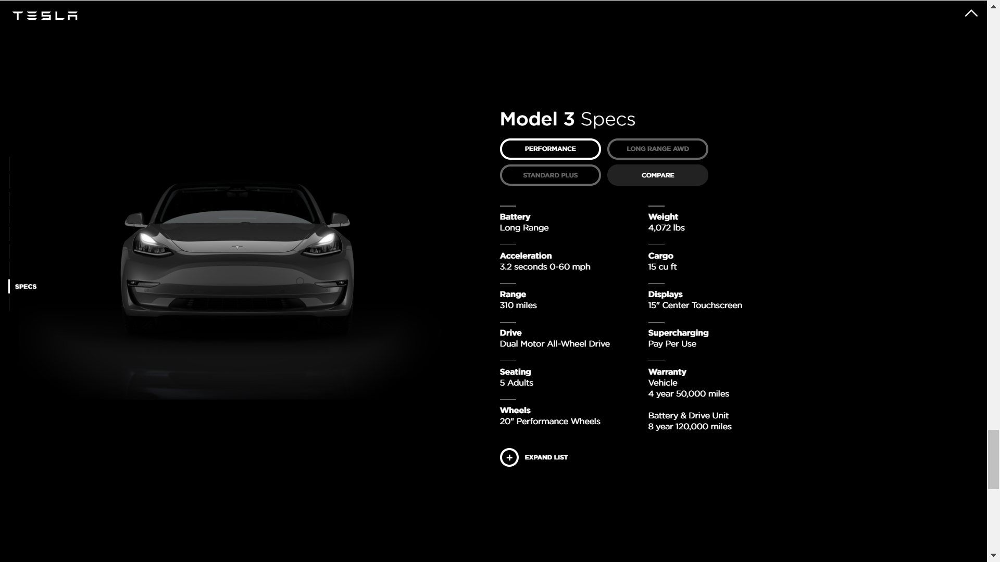 TESLA
Model 3 Specs
PERFORMANCE
LONG RANGE AWD
STANDARD PLUS
COMPARE
SPECS
Battery
Long Range
Acceleration
3.2 seconds 0-60 mph
Range
310 miles
Drive
Dual Motor All-Wheel Drive
Seating
5 Adults
Wheels
20" Performance Wheels
Weight
4,072 lbs
Cargo
15 cu ft
Displays
15" Center Touchscreen
Supercharging
Pay Per Use
Warranty
Vehicle
4 year 50,000 miles
Battery & Drive Unit
8 year 120,000 miles
+ EXPAND LIST